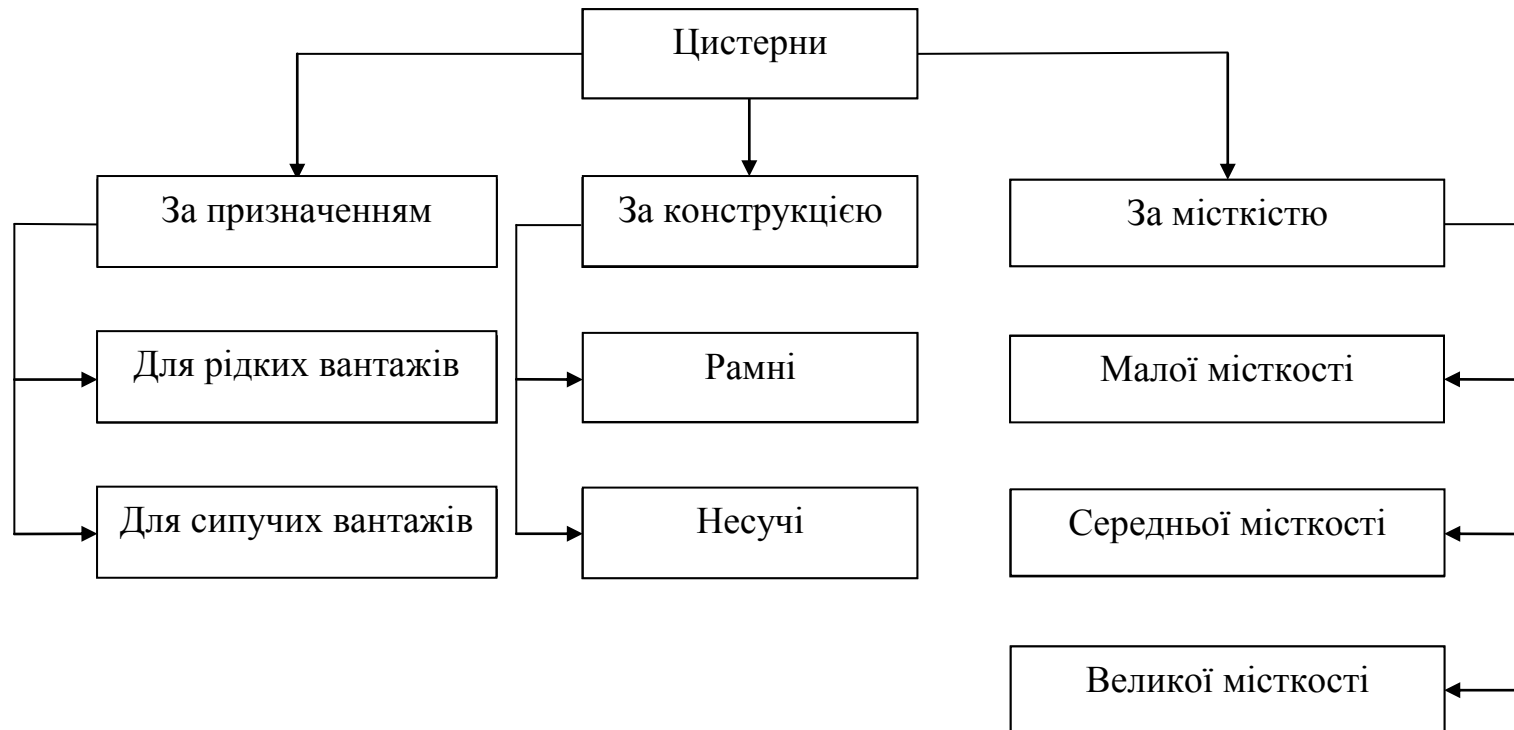 Цистерни
За призначенням
За конструкцією
За місткістю
Для рідких вантажів
Рамні
Малої місткості
Для сипучих вантажів
Несучі
Середньої місткості
Великої місткості